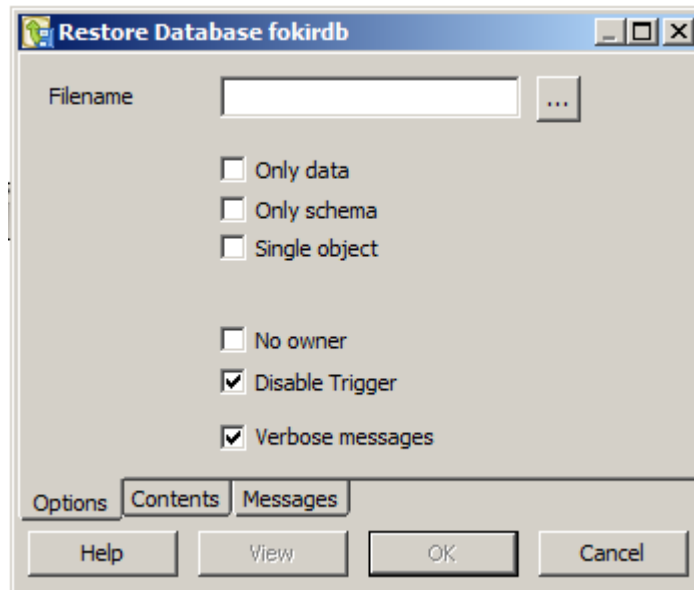 Restore Database fokirdb
Filename
...
Only data
Only schema
Single object
No owner
Disable Trigger
Verbose messages
Options Contents Messages
Help View OK Cancel